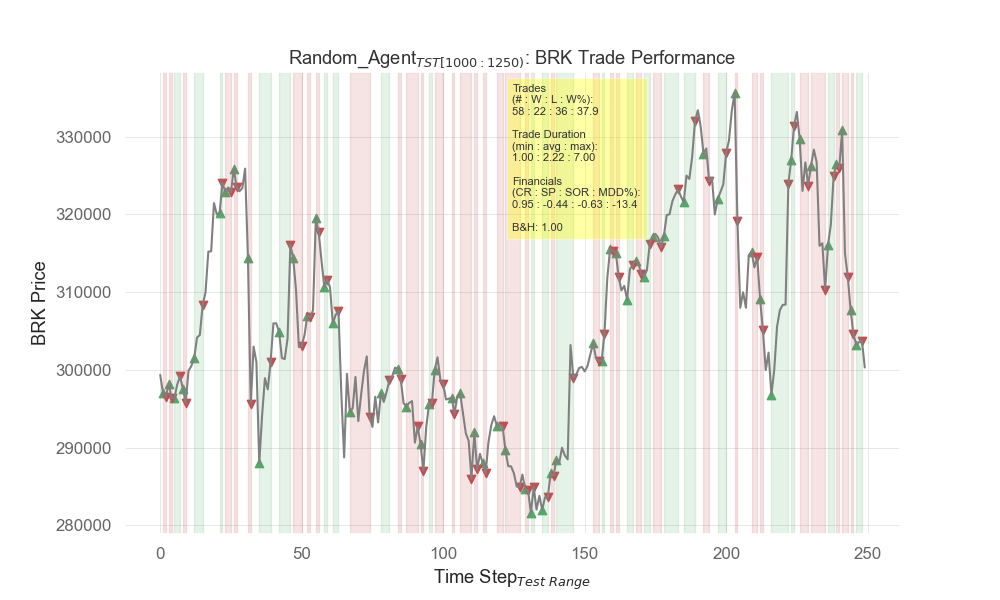 Random_Agent TST[1000 : 1250) : BRK Trade Performance
Trades
(# : W : L : W%):
58 : 22 : 36 : 37.9
Trade Duration
(min : avg : max):
1.00 : 2.22 : 7.00
Financials
(CR : SP : SOR : MDD%):
0.95 : -0.44 : -0.63 : -13.4
B&H: 1.00
BRK Price
330000
320000
310000
300000
290000
280000
0 50 100 150 200 250
Time Step Test Range